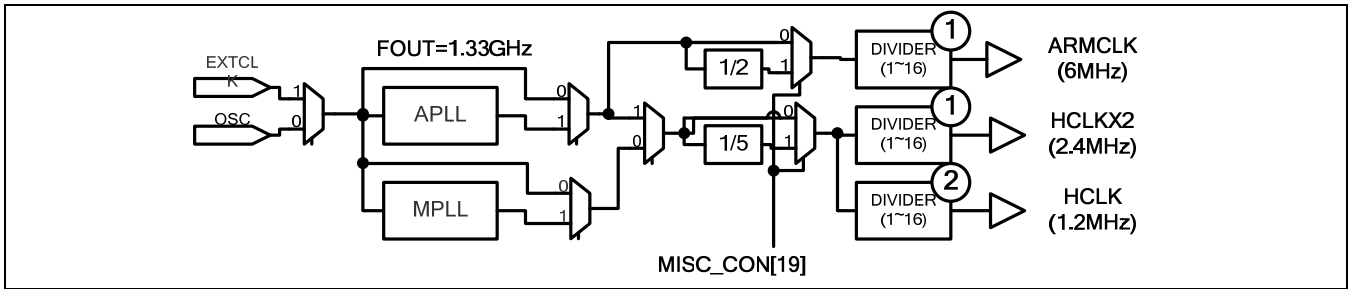 FOUT=1.33GHz
EXTCL
K
OSC
1
0
APLL
0
1
MPLL
0
1
1
0
0
1/2
1
0
1/5
1
MISC_CON[19]
DIVIDER
(1~16)
1
ARMCLK
(6MHz)
DIVIDER
(1~16)
1
HCLKX2
(2.4MHz)
DIVIDER
(1~16)
2
HCLK
(1.2MHz)